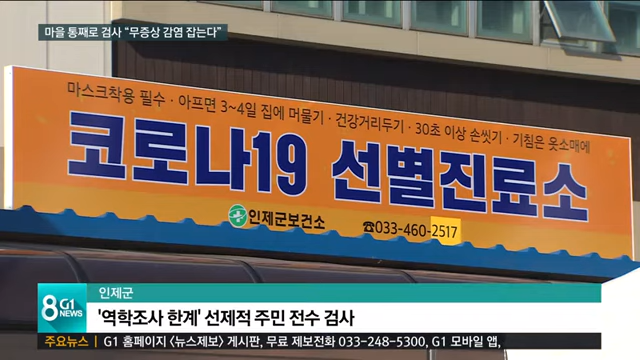 마을 통째로 검사 "무증상 감염 잡는다"
마스크착용 필수 · 아프면 3~4일 집에 머물기 · 건강거리두기 · 30초 이상 손씻기 · 기침은 옷소매에
코로나19 선별진료소
인제군보건소 ☎033-460-2517
인제군
8 G1 NEWS
'역학조사 한계' 선제적 주민 전수 검사
주요뉴스 G1 홈페이지 <뉴스제보> 게시판, 무료 제보전화 033-248-5300, G1 모바일 앱,